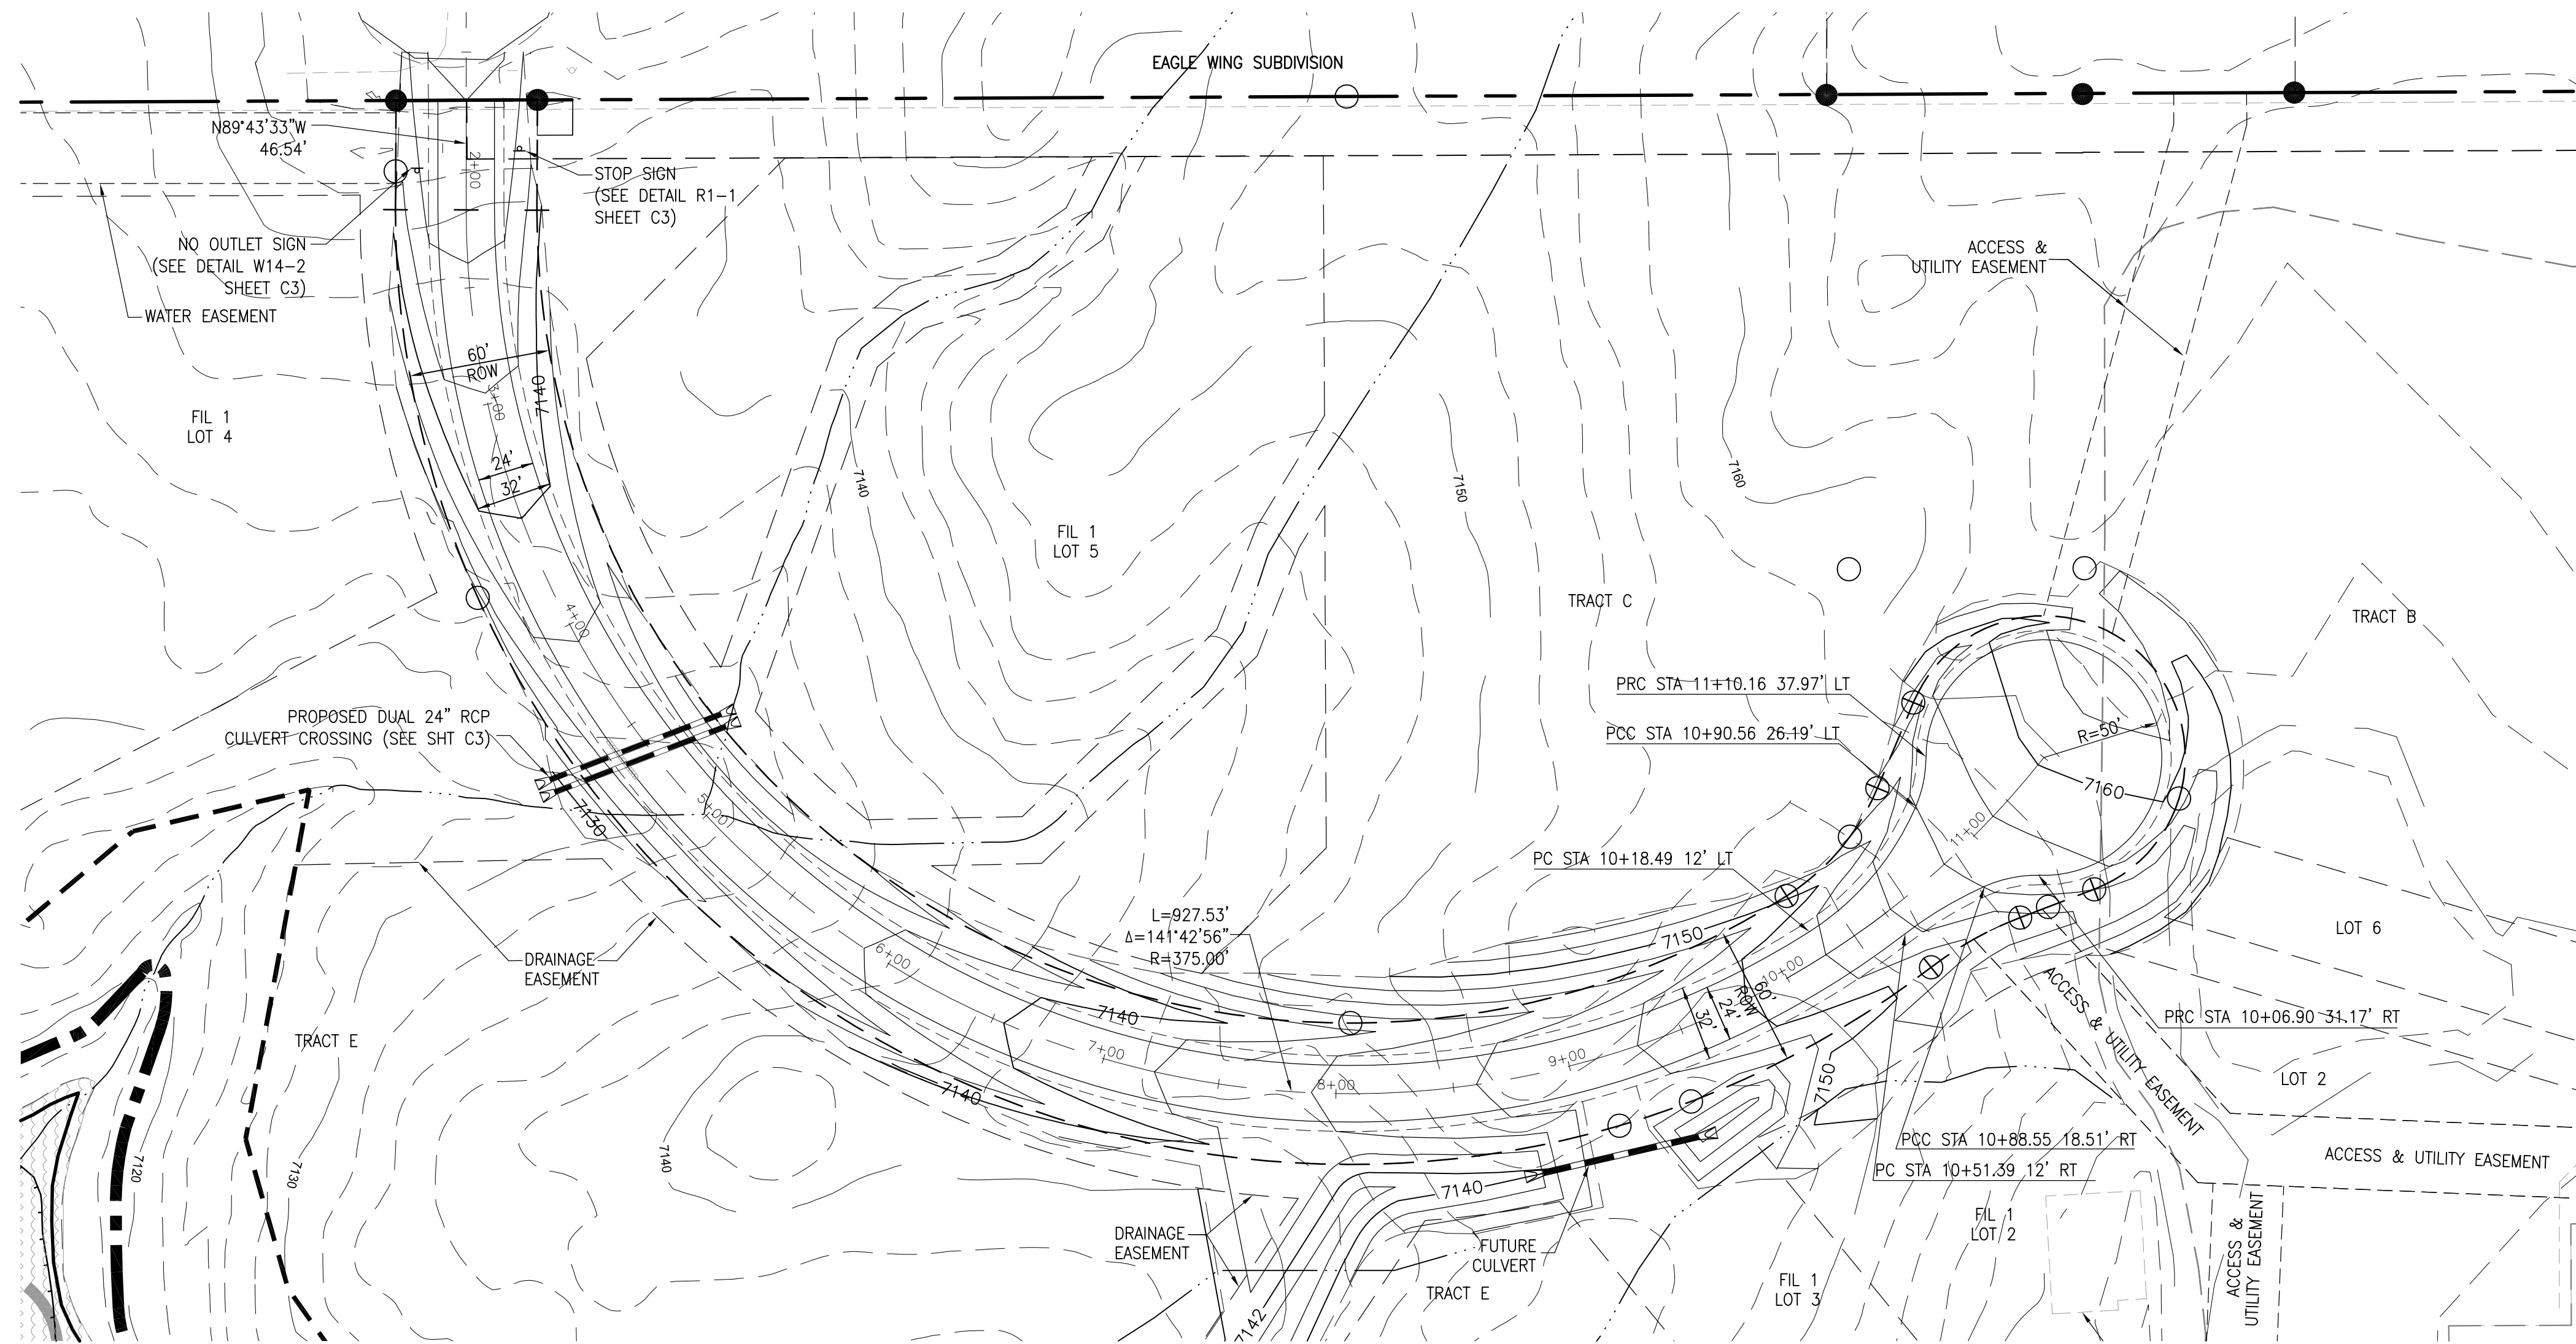 EAGLE WING SUBDIVISION
N89°43'33"W
46.54'
2+00
STOP SIGN
(SEE DETAIL R1-1
SHEET C3)
NO OUTLET SIGN
(SEE DETAIL W14-2
SHEET C3)
WATER EASEMENT
ACCESS &
UTILITY EASEMENT
60'
ROW
3+00
7140
24'
32'
FIL 1
LOT 4
7140
7150
7160
FIL 1
LOT 5
TRACT C
TRACT B
4+00
PROPOSED DUAL 24" RCP
CULVERT CROSSING (SEE SHT C3)
7130
5+00
PRC STA 11+10.16 37.97' LT
PCC STA 10+90.56 26.19' LT
R=50'
7160
11+00
PC STA 10+18.49 12' LT
L=927.53'
Δ=141°42'56"
R=375.00'
7150
6+00
DRAINAGE
EASEMENT
10+00
60'
ROW
24'
32'
LOT 6
ACCESS & UTILITY EASEMENT
PRC STA 10+06.90 31.17' RT
TRACT E
7140
7+00
8+00
9+00
7140
7150
LOT 2
7120
7130
7140
PCC STA 10+88.55 18.51' RT
PC STA 10+51.39 12' RT
ACCESS & UTILITY EASEMENT
7140
DRAINAGE
EASEMENT
FUTURE
CULVERT
FIL 1
LOT 2
ACCESS &
UTILITY EASEMENT
TRACT E
FIL 1
LOT 3
7142